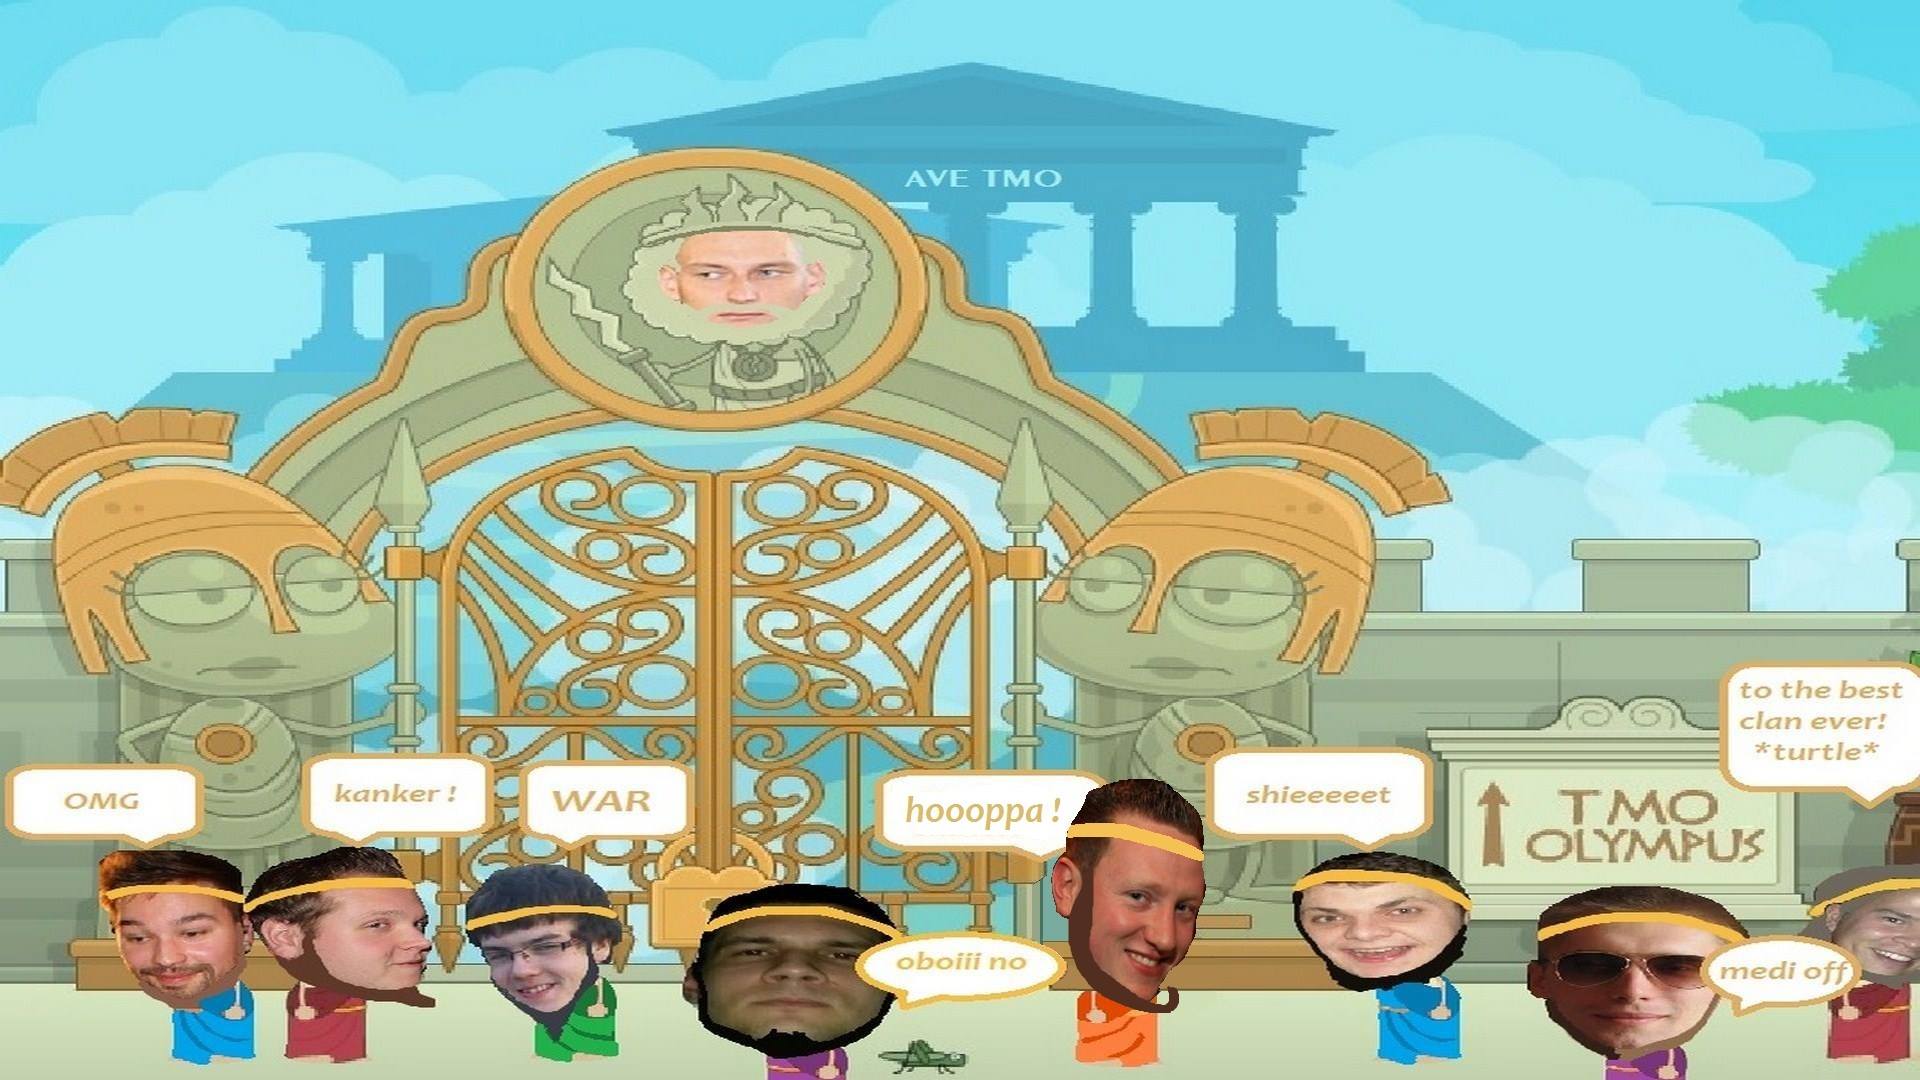 AVE TMO
to the best
clan ever!
*turtle*
OMG
kanker !
WAR
hoooppa !
shieeeeet
TMO
OLYMPUS
oboiii no
medi off